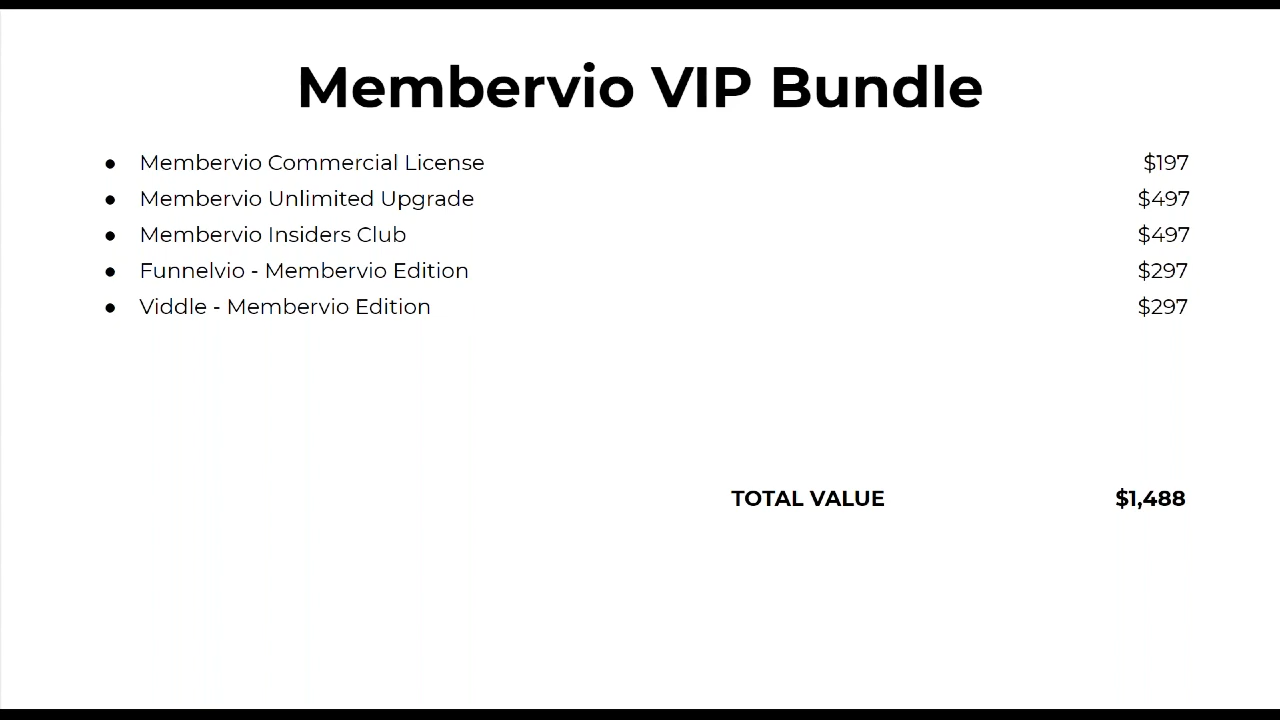 Membervio VIP Bundle
● Membervio Commercial License $197
● Membervio Unlimited Upgrade $497
● Membervio Insiders Club $497
● Funnelvio - Membervio Edition $297
● Viddle - Membervio Edition $297
TOTAL VALUE $1,488